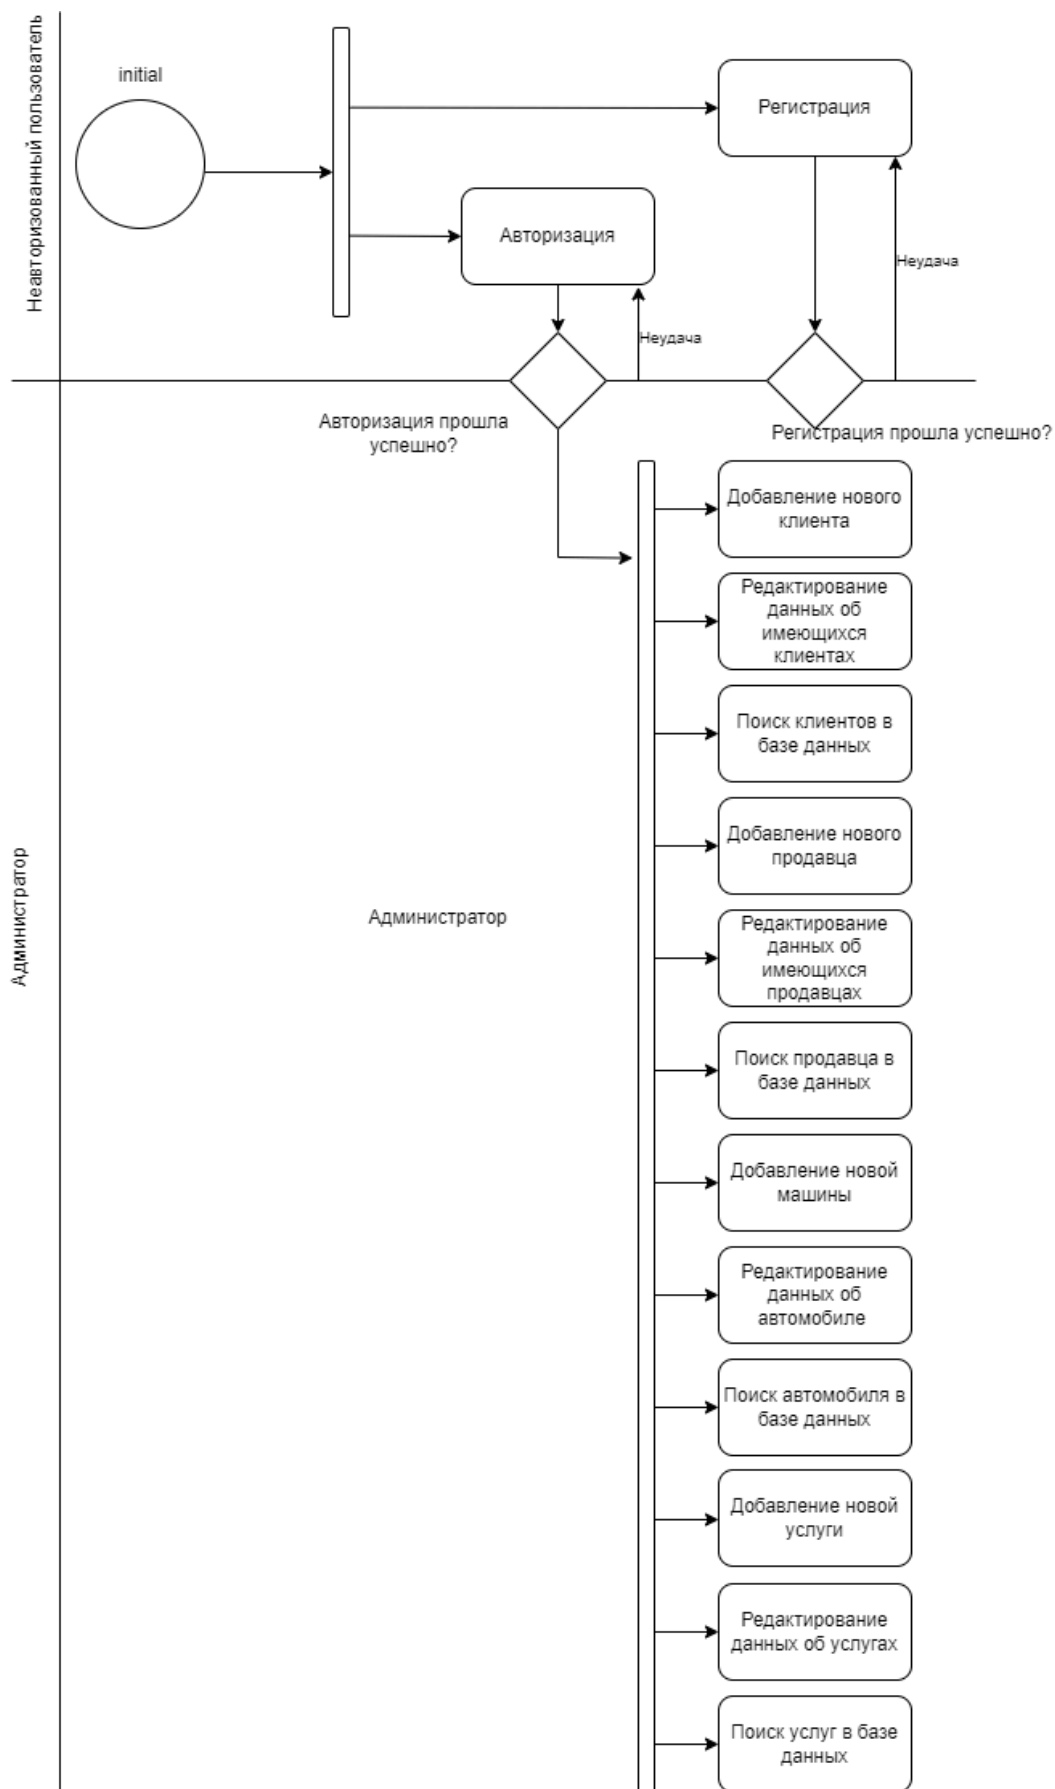 Неавторизованный пользователь
initial
Регистрация
Авторизация
Неудача
Неудача
Авторизация прошла
успешно?
Регистрация прошла успешно?
Администратор
Администратор
Добавление нового
клиента
Редактирование
данных об
имеющихся
клиентах
Поиск клиентов в
базе данных
Добавление нового
продавца
Редактирование
данных об
имеющихся
продавцах
Поиск продавца в
базе данных
Добавление новой
машины
Редактирование
данных об
автомобиле
Поиск автомобиля в
базе данных
Добавление новой
услуги
Редактирование
данных об услугах
Поиск услуг в базе
данных